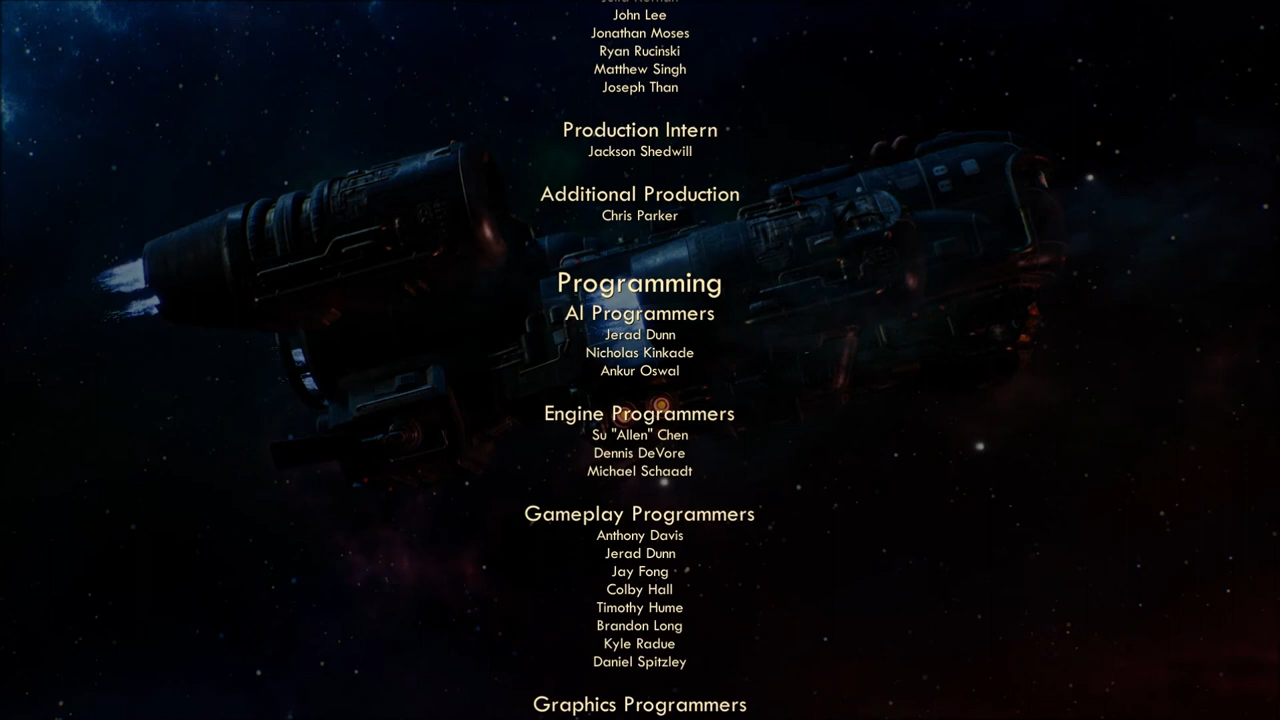 John Lee
Jonathan Moses
Ryan Rucinski
Matthew Singh
Joseph Than
Production Intern
Jackson Shedwill
Additional Production
Chris Parker
Programming
AI Programmers
Jerad Dunn
Nicholas Kinkade
Ankur Oswal
Engine Programmers
Su "Allen" Chen
Dennis DeVore
Michael Schaadt
Gameplay Programmers
Anthony Davis
Jerad Dunn
Jay Fong
Colby Hall
Timothy Hume
Brandon Long
Kyle Radue
Daniel Spitzley
Graphics Programmers